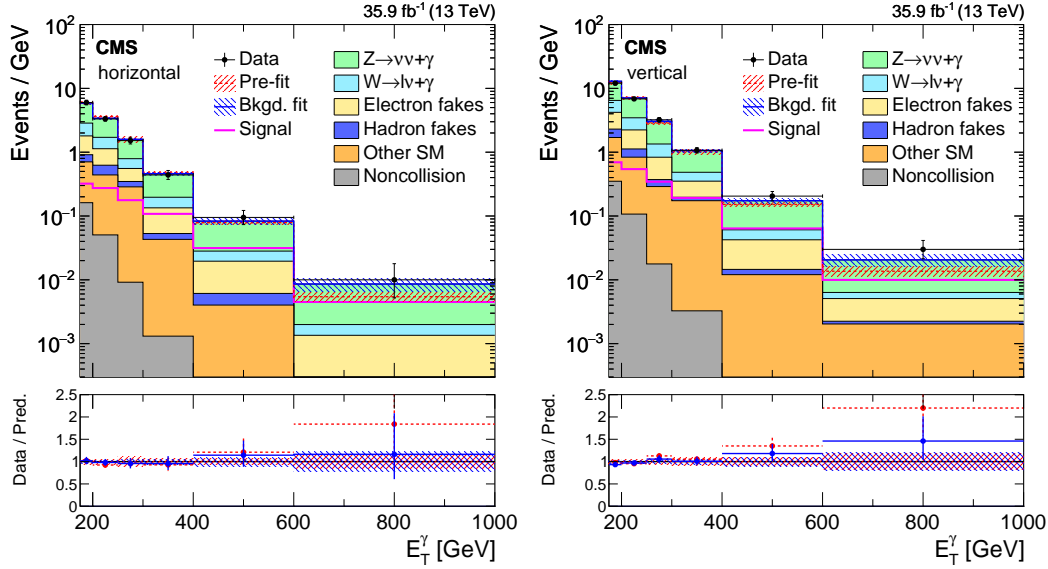 35.9 fb⁻¹ (13 TeV)
CMS
horizontal
Data
Pre-fit
Bkgd. fit
Signal
Z→νν+γ
W→lν+γ
Electron fakes
Hadron fakes
Other SM
Noncollision
Events / GeV
10²
10
1
10⁻¹
10⁻²
10⁻³
Data / Pred.
2.5
2
1.5
1
0.5
0
200 400 600 800 1000
E_T^γ [GeV]
35.9 fb⁻¹ (13 TeV)
CMS
vertical
Data
Pre-fit
Bkgd. fit
Signal
Z→νν+γ
W→lν+γ
Electron fakes
Hadron fakes
Other SM
Noncollision
Events / GeV
10²
10
1
10⁻¹
10⁻²
10⁻³
Data / Pred.
2.5
2
1.5
1
0.5
0
200 400 600 800 1000
E_T^γ [GeV]